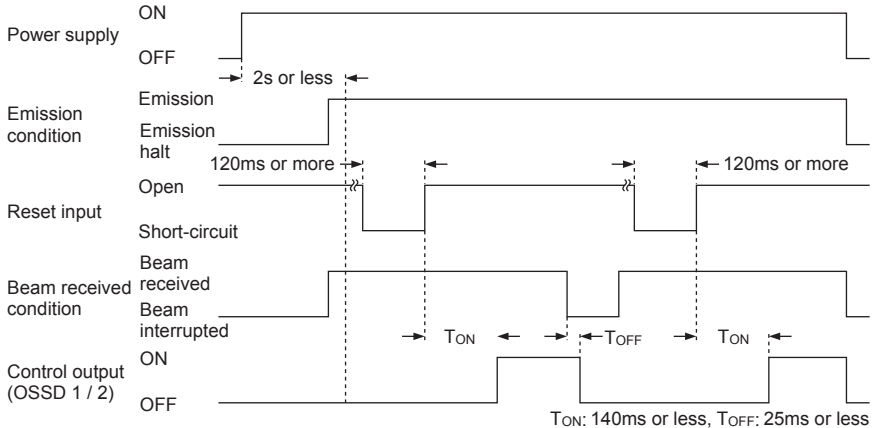 Power supply
ON
OFF
2s or less
Emission condition
Emission
Emission halt
120ms or more
120ms or more
Reset input
Open
Short-circuit
Beam received condition
Beam received
Beam interrupted
TON
TOFF
TON
Control output (OSSD 1 / 2)
ON
OFF
TON: 140ms or less, TOFF: 25ms or less